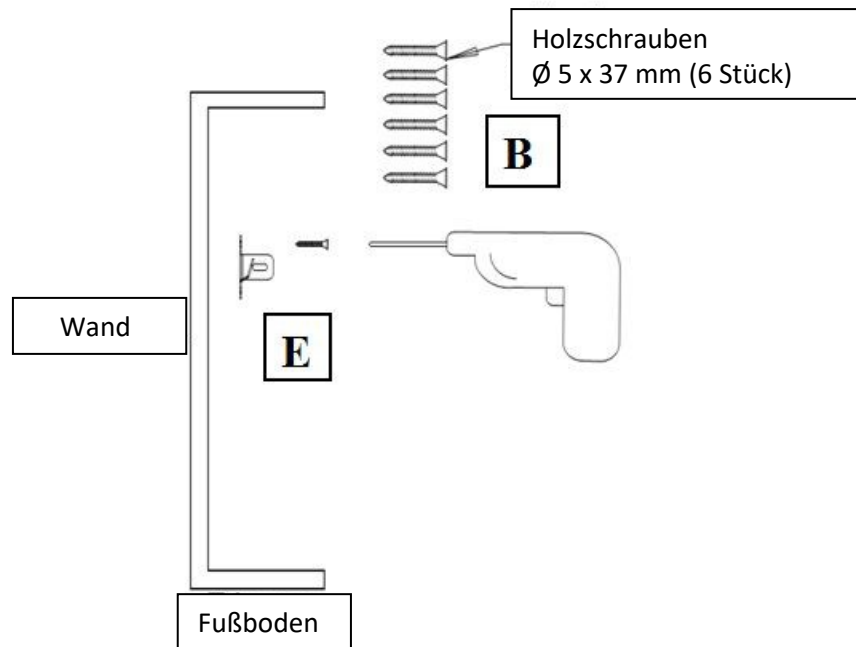 Holzschrauben
Ø 5 x 37 mm (6 Stück)
B
Wand
E
Fußboden